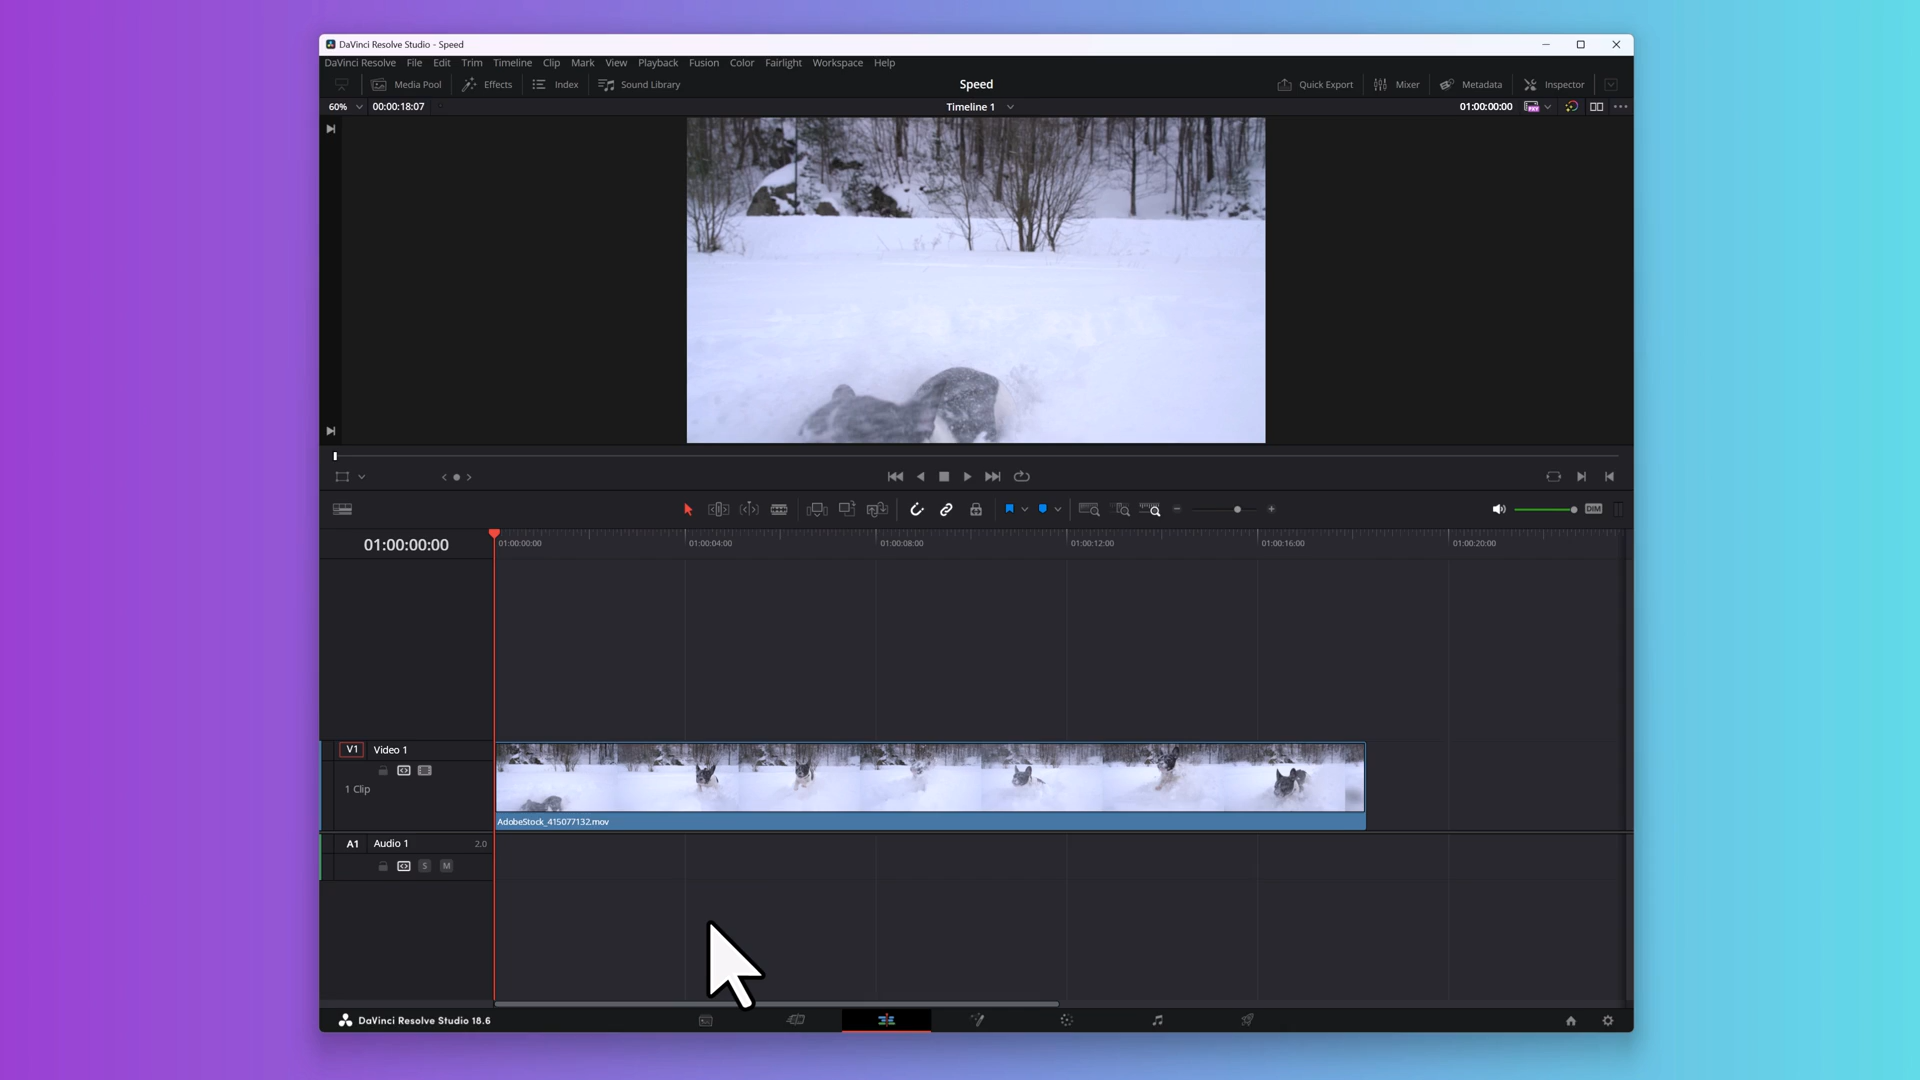 DaVinci Resolve Studio - Speed
DaVinci Resolve File Edit Trim Timeline Clip Mark View Playback Fusion Color Fairlight Workspace Help
Media Pool Effects Index Sound Library Speed Quick Export Mixer Metadata Inspector
60% 00:00:18:07 Timeline 1 01:00:00:00
DIM
01:00:00:00 01:00:00:00 01:00:04:00 01:00:08:00 01:00:12:00 01:00:16:00 01:00:20:00
V1 Video 1
1 Clip
AdobeStock_415077132.mov
A1 Audio 1 2.0
S M
DaVinci Resolve Studio 18.6